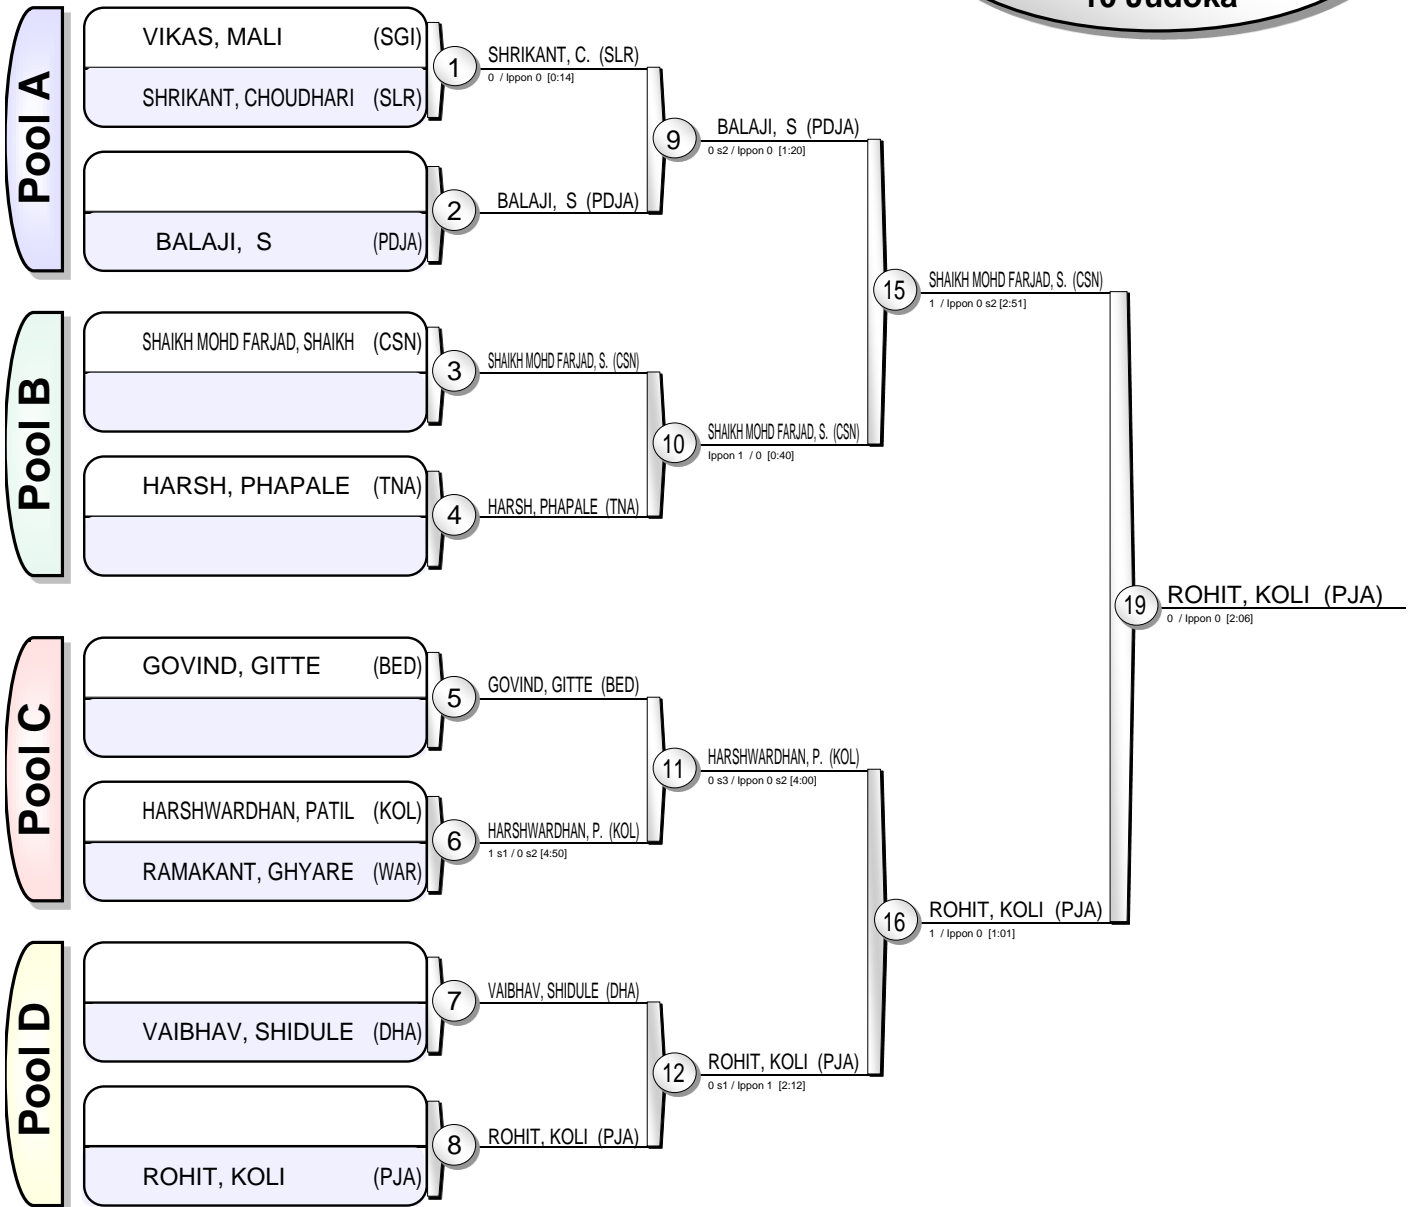 10 Judoka
Pool A
VIKAS, MALI (SGI)
SHRIKANT, CHOUDHARI (SLR)
1
SHRIKANT, C. (SLR)
0 / Ippon 0 [0:14]
BALAJI, S (PDJA)
2
BALAJI, S (PDJA)
9
BALAJI, S (PDJA)
0 s2 / Ippon 0 [1:20]
Pool B
SHAIKH MOHD FARJAD, SHAIKH (CSN)
3
SHAIKH MOHD FARJAD, S. (CSN)
HARSH, PHAPALE (TNA)
4
HARSH, PHAPALE (TNA)
10
SHAIKH MOHD FARJAD, S. (CSN)
Ippon 1 / 0 [0:40]
15
SHAIKH MOHD FARJAD, S. (CSN)
1 / Ippon 0 s2 [2:51]
Pool C
GOVIND, GITTE (BED)
5
GOVIND, GITTE (BED)
HARSHWARDHAN, PATIL (KOL)
RAMAKANT, GHYARE (WAR)
6
HARSHWARDHAN, P. (KOL)
1 s1 / 0 s2 [4:50]
11
HARSHWARDHAN, P. (KOL)
0 s3 / Ippon 0 s2 [4:00]
Pool D
VAIBHAV, SHIDULE (DHA)
7
VAIBHAV, SHIDULE (DHA)
ROHIT, KOLI (PJA)
8
ROHIT, KOLI (PJA)
12
ROHIT, KOLI (PJA)
0 s1 / Ippon 1 [2:12]
16
ROHIT, KOLI (PJA)
1 / Ippon 0 [1:01]
19
ROHIT, KOLI (PJA)
0 / Ippon 0 [2:06]